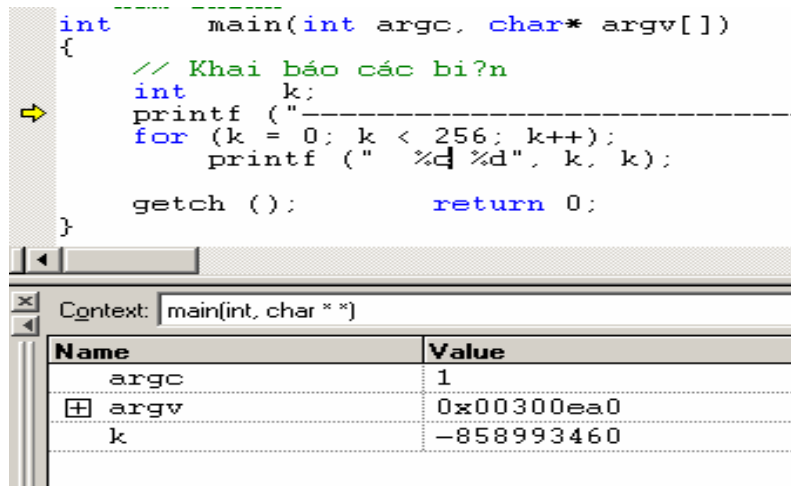 int main(int argc, char* argv[])
{
// Khai báo các bi?n
int k;
printf ("---------------------------
for (k = 0; k < 256; k++);
printf (" %c %d", k, k);
getch (); return 0;
}
Context: main(int, char * *)
Name Value
argc 1
argv 0x00300ea0
k -858993460